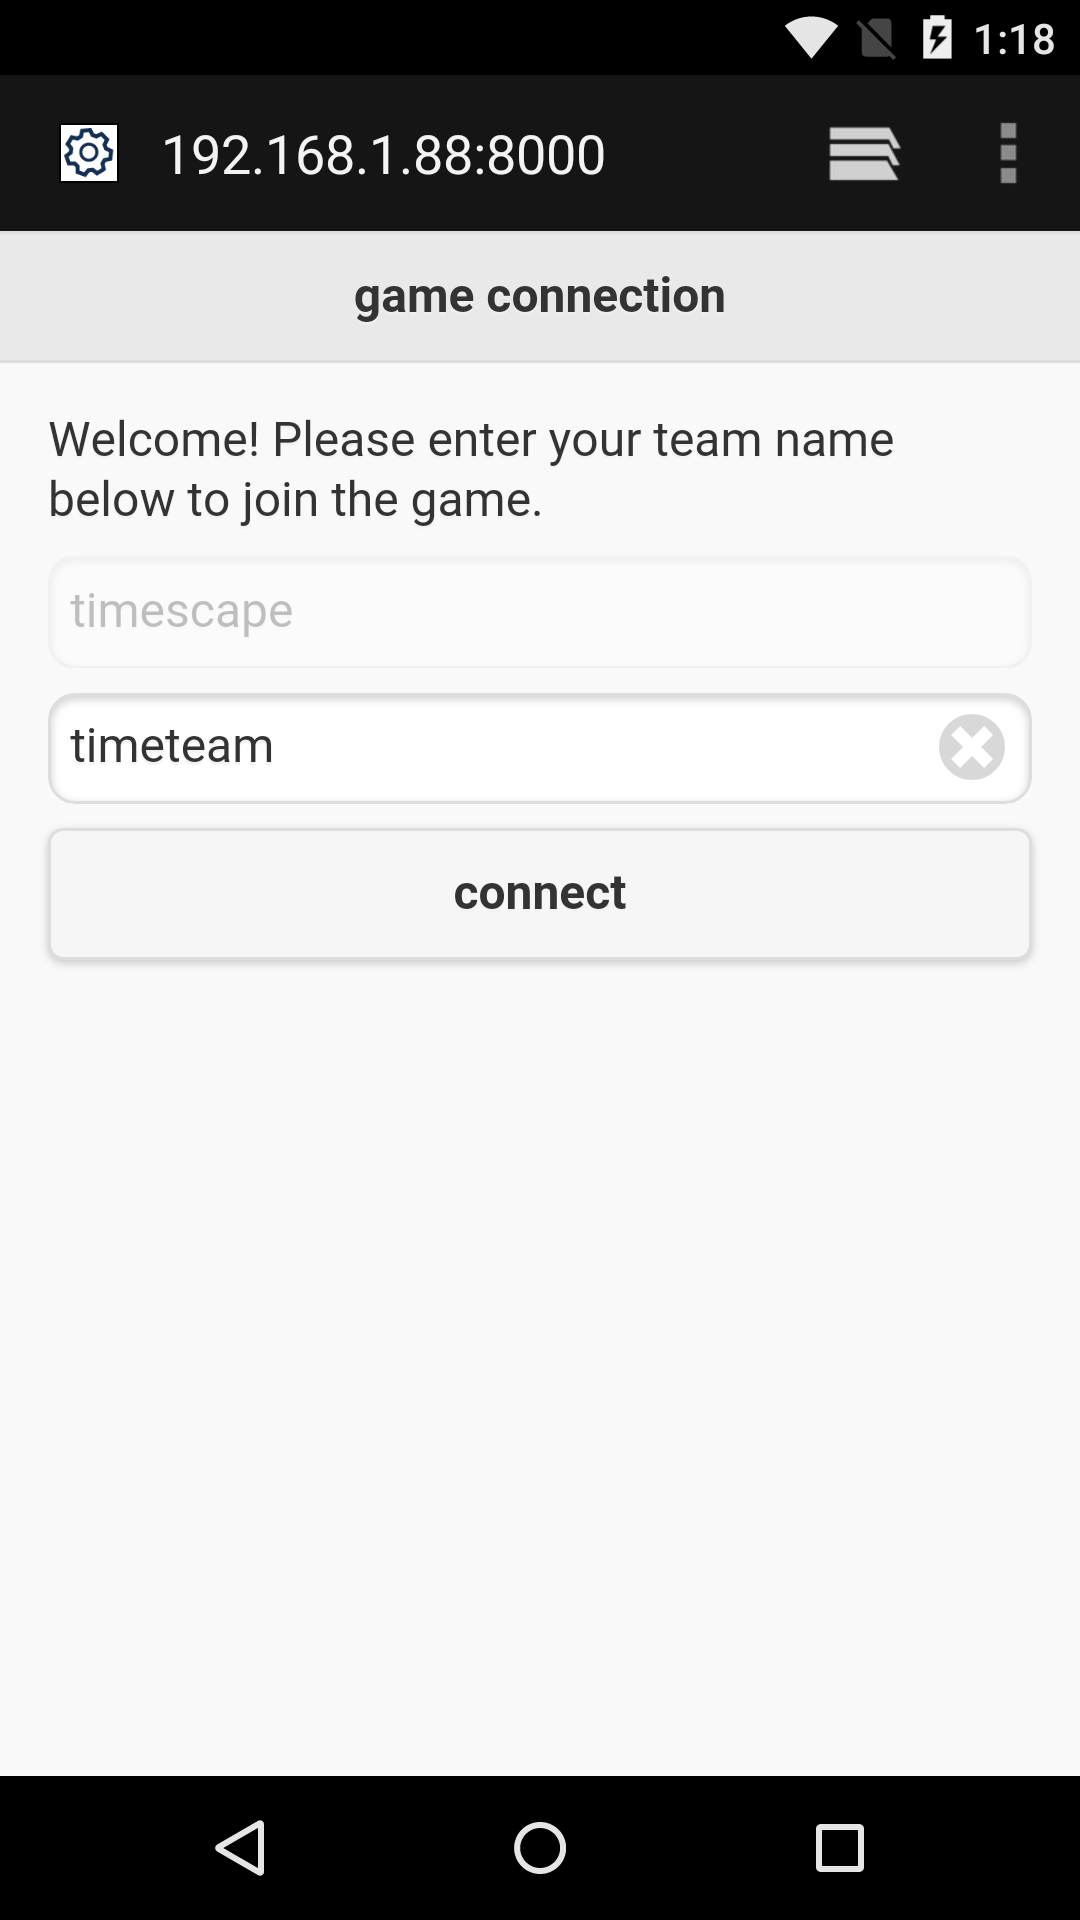 1:18
192.168.1.88:8000
game connection
Welcome! Please enter your team name
below to join the game.
timescape
timeteam
connect